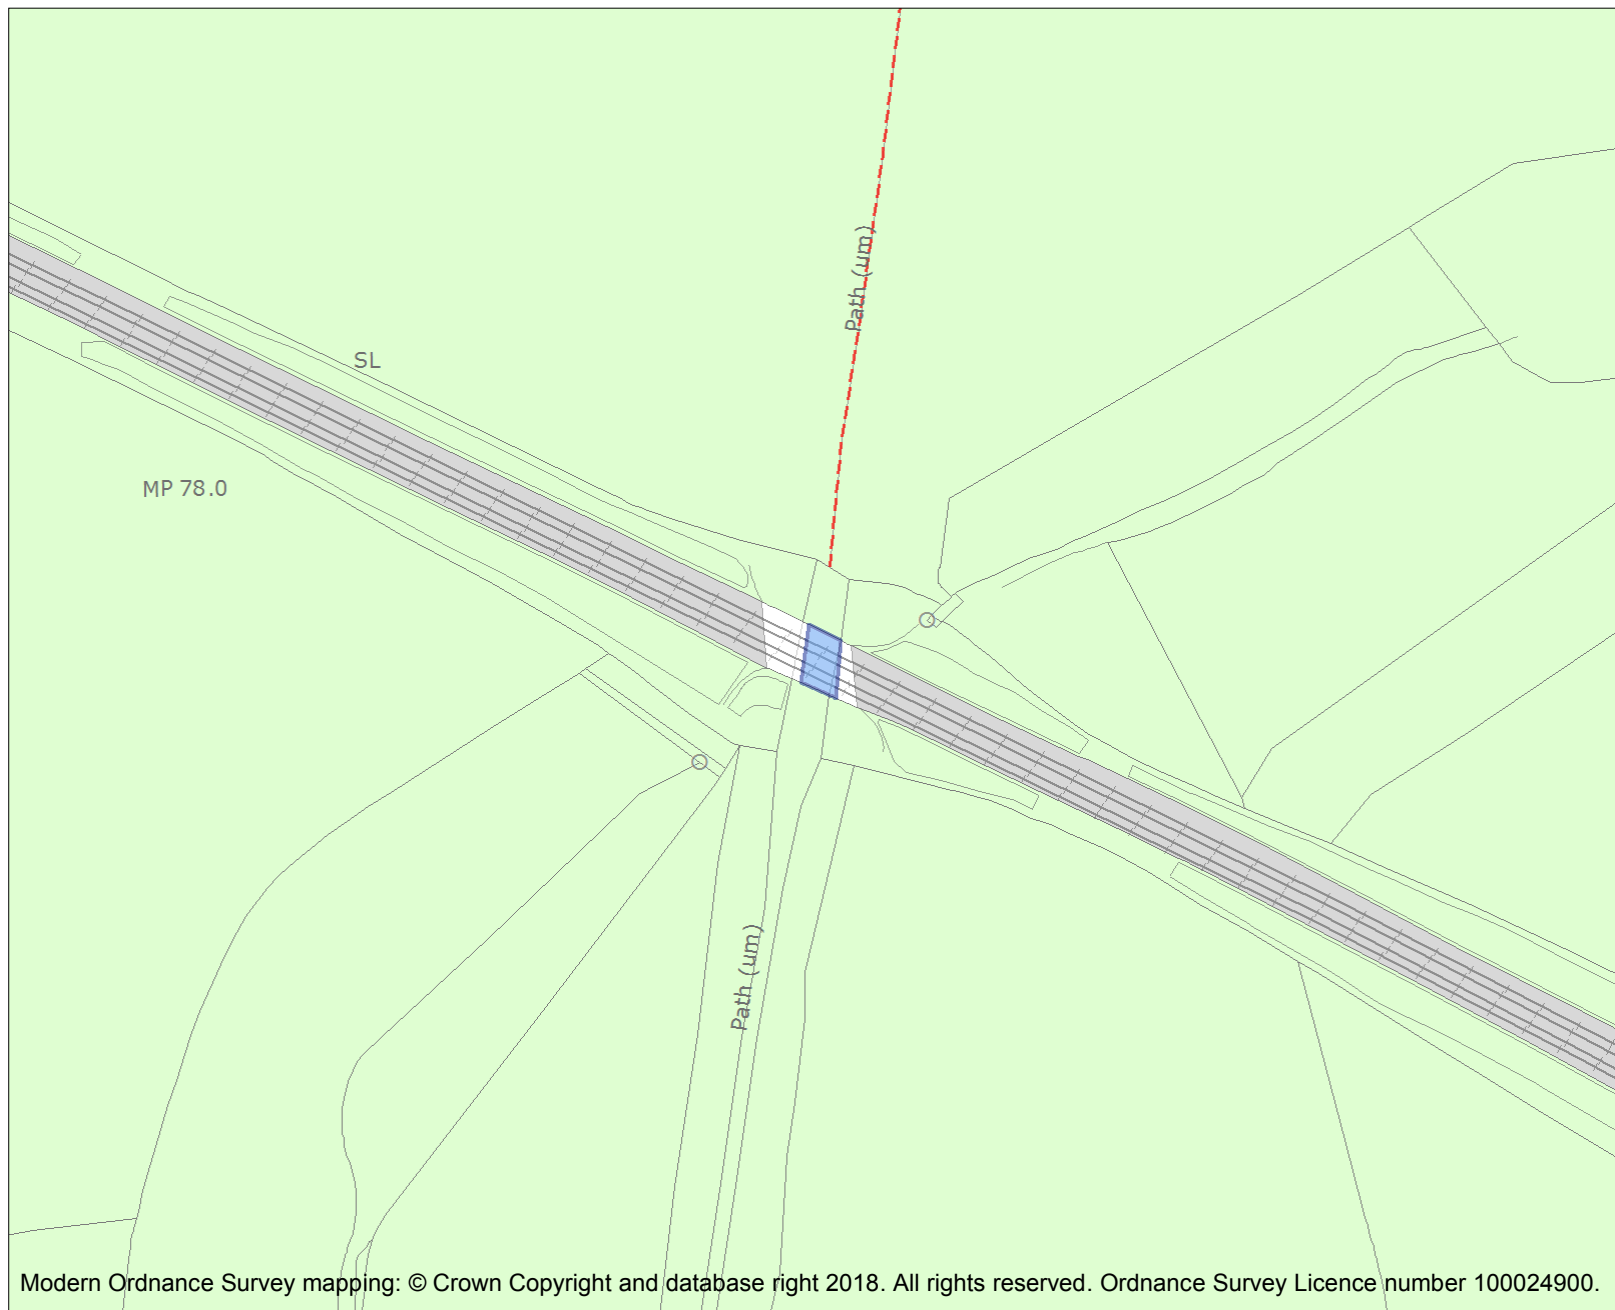 Path (um)
SL
MP 78.0
Path (um)
Modern Ordnance Survey mapping: © Crown Copyright and database right 2018. All rights reserved. Ordnance Survey Licence number 100024900.